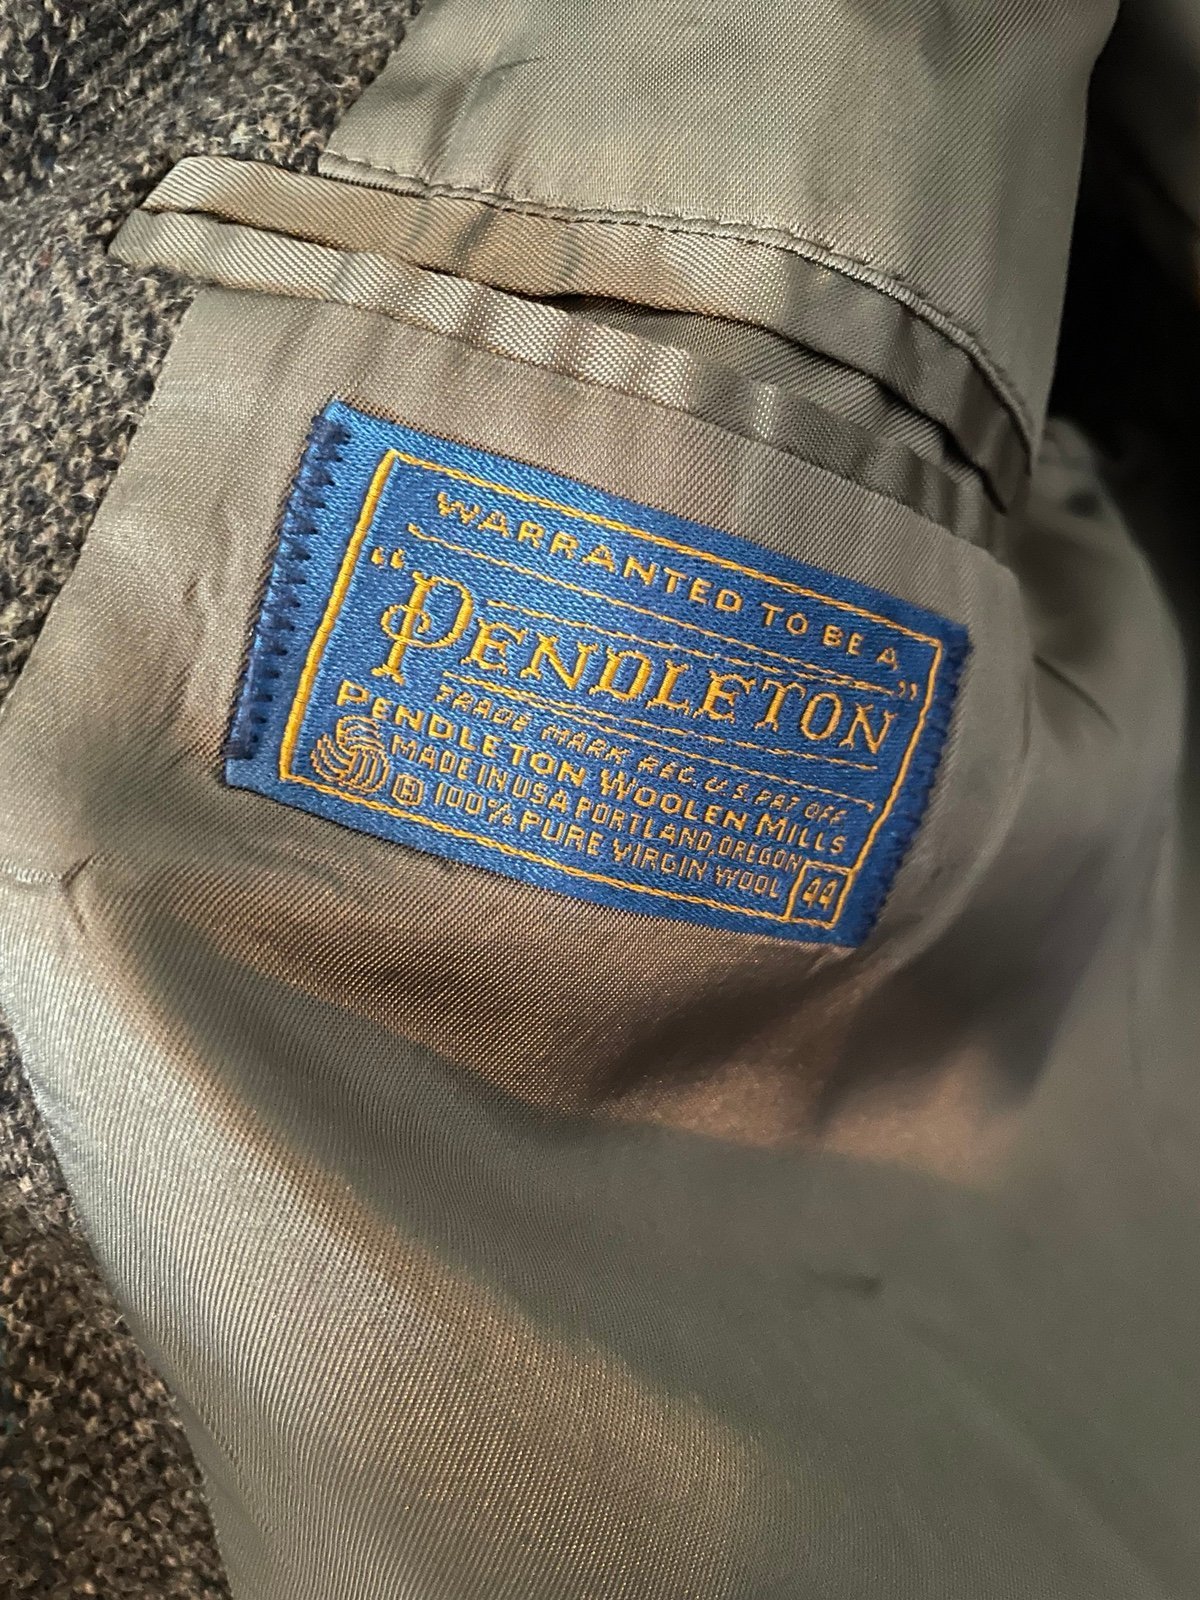 WARRANTED TO BE A
"PENDLETON"
TRADE MARK REG. U.S. PAT OFF.
PENDLETON WOOLEN MILLS
MADE IN USA PORTLAND, OREGON
® 100% PURE VIRGIN WOOL 44